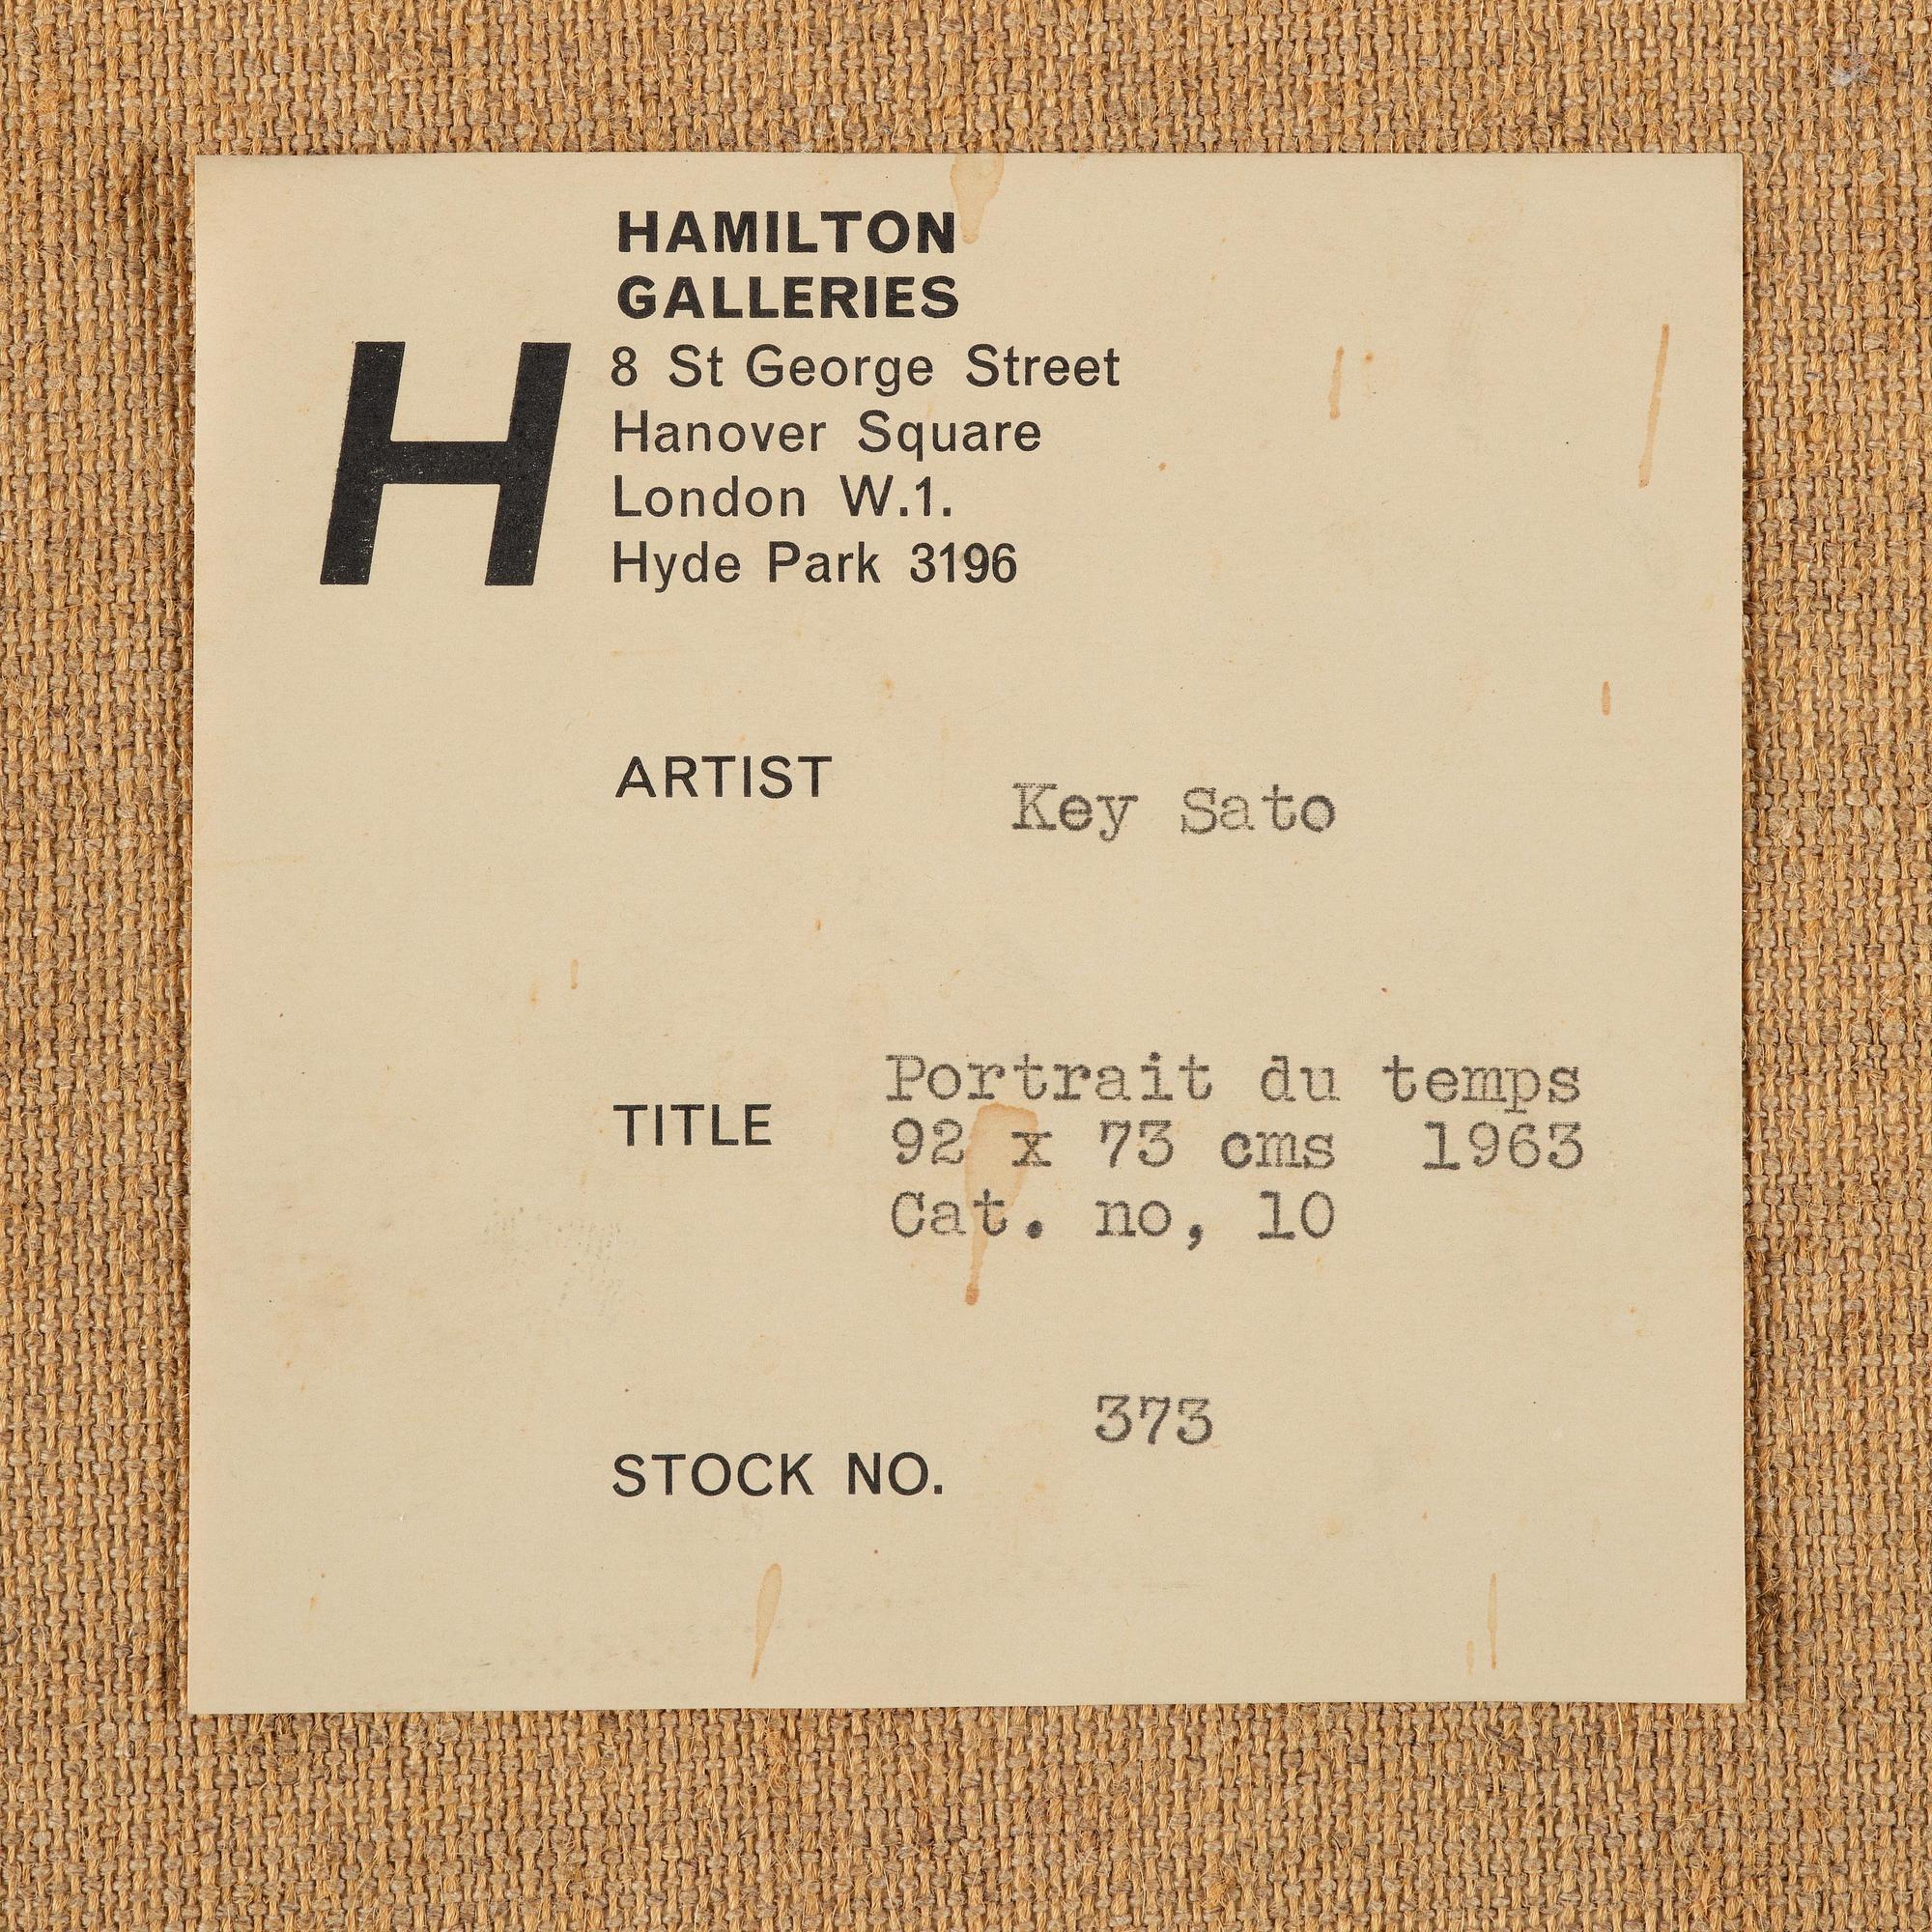 HAMILTON
GALLERIES
H
8 St George Street
Hanover Square
London W.1.
Hyde Park 3196
ARTIST
Key Sato
TITLE
Portrait du temps
92 x 73 cms 1963
Cat. no, 10
STOCK NO.
373